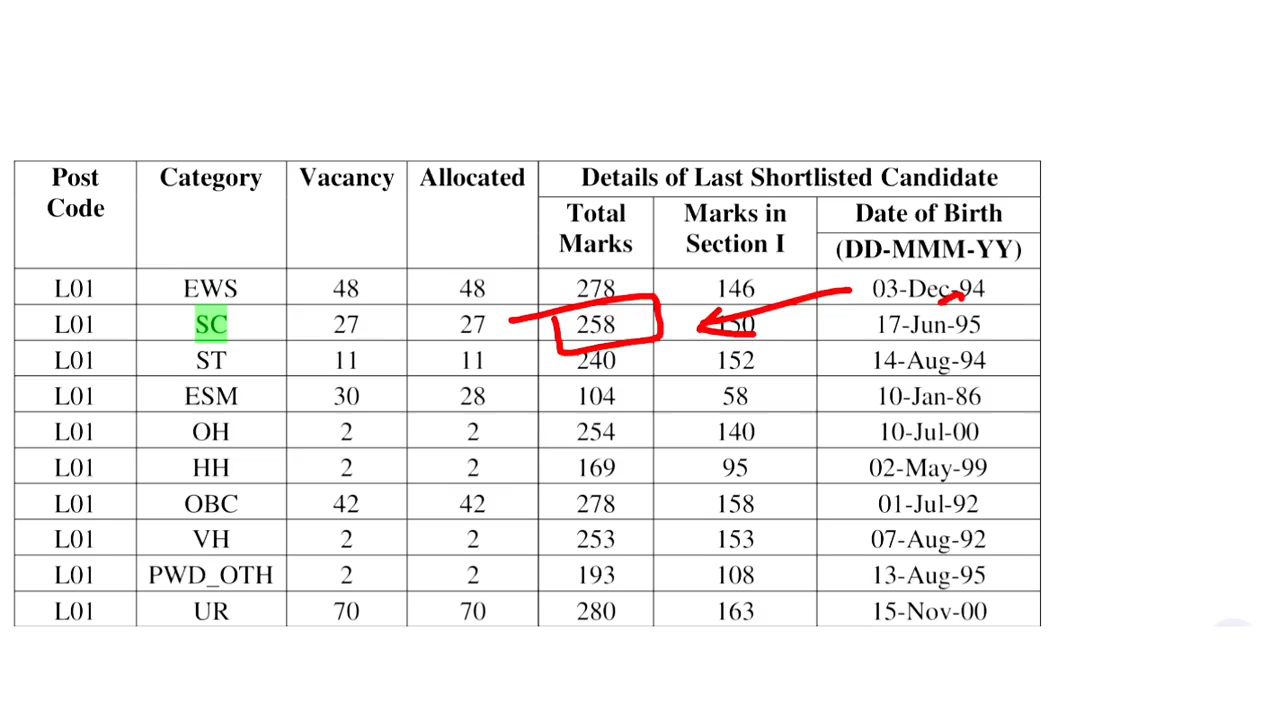 Post Code Category Vacancy Allocated Details of Last Shortlisted Candidate
Total Marks Marks in Section I Date of Birth
(DD-MMM-YY)
L01 EWS 48 48 278 146 03-Dec-94
L01 SC 27 27 258 150 17-Jun-95
L01 ST 11 11 240 152 14-Aug-94
L01 ESM 30 28 104 58 10-Jan-86
L01 OH 2 2 254 140 10-Jul-00
L01 HH 2 2 169 95 02-May-99
L01 OBC 42 42 278 158 01-Jul-92
L01 VH 2 2 253 153 07-Aug-92
L01 PWD_OTH 2 2 193 108 13-Aug-95
L01 UR 70 70 280 163 15-Nov-00